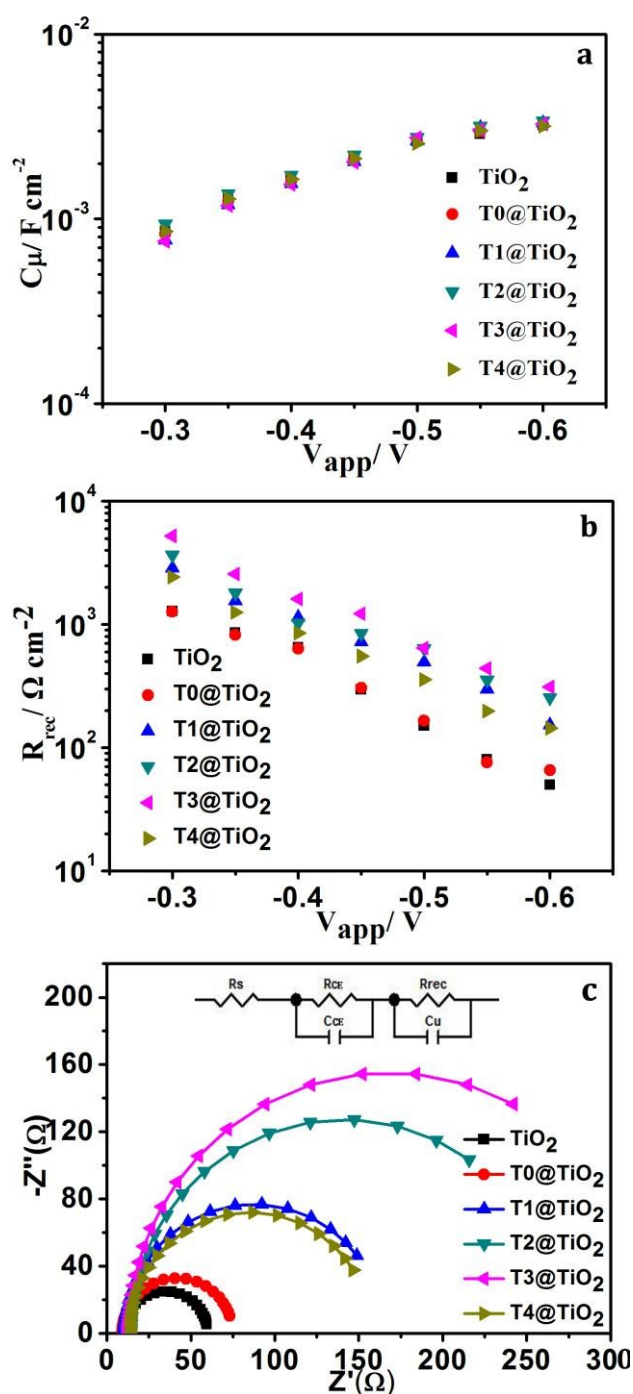 a
10⁻²
10⁻³
10⁻⁴
Cμ/ F cm⁻²
TiO₂
T0@TiO₂
T1@TiO₂
T2@TiO₂
T3@TiO₂
T4@TiO₂
-0.3 -0.4 -0.5 -0.6
V_app/ V
b
10⁴
10³
10²
10¹
R_rec/ Ω cm⁻²
TiO₂
T0@TiO₂
T1@TiO₂
T2@TiO₂
T3@TiO₂
T4@TiO₂
-0.3 -0.4 -0.5 -0.6
V_app/ V
c
Rs RCE Rrec
CCE Cu
200
160
120
80
40
0
-Z''(Ω)
TiO₂
T0@TiO₂
T1@TiO₂
T2@TiO₂
T3@TiO₂
T4@TiO₂
0 50 100 150 200 250 300
Z'(Ω)